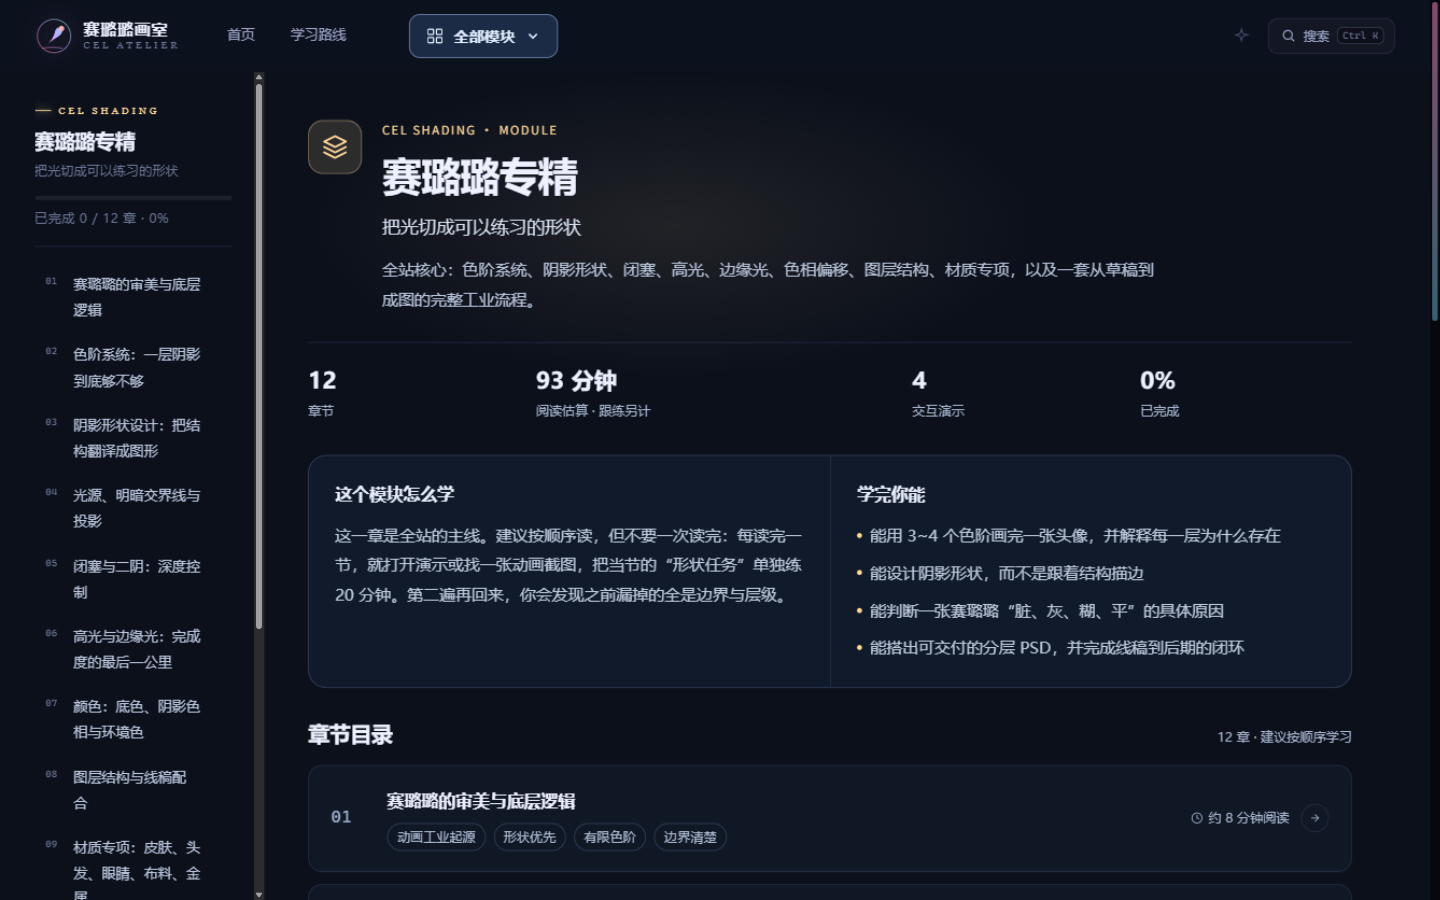 赛璐璐画室
CEL ATELIER
首页
学习路线
全部模块
搜索
Ctrl K
CEL SHADING
赛璐璐专精
把光切成可以练习的形状
已完成 0 / 12 章 · 0%
01 赛璐璐的审美与底层
逻辑
02 色阶系统：一层阴影
到底够不够
03 阴影形状设计：把结
构翻译成图形
04 光源、明暗交界线与
投影
05 闭塞与二阴：深度控
制
06 高光与边缘光：完成
度的最后一公里
07 颜色：底色、阴影色
相与环境色
08 图层结构与线稿配
合
09 材质专项：皮肤、头
发、眼睛、布料、金
属
CEL SHADING • MODULE
赛璐璐专精
把光切成可以练习的形状
全站核心：色阶系统、阴影形状、闭塞、高光、边缘光、色相偏移、图层结构、材质专项，以及一套从草稿到
成图的完整工业流程。
12
章节
93 分钟
阅读估算 · 跟练另计
4
交互演示
0%
已完成
这个模块怎么学
这一章是全站的主线。建议按顺序读，但不要一次读完：每读完一
节，就打开演示或找一张动画截图，把当节的“形状任务”单独练
20 分钟。第二遍再回来，你会发现之前漏掉的全是边界与层级。
学完你能
• 能用 3~4 个色阶画完一张头像，并解释每一层为什么存在
• 能设计阴影形状，而不是跟着结构描边
• 能判断一张赛璐璐“脏、灰、糊、平”的具体原因
• 能搭出可交付的分层 PSD，并完成线稿到后期的闭环
章节目录
12 章 · 建议按顺序学习
01
赛璐璐的审美与底层逻辑
动画工业起源
形状优先
有限色阶
边界清楚
约 8 分钟阅读